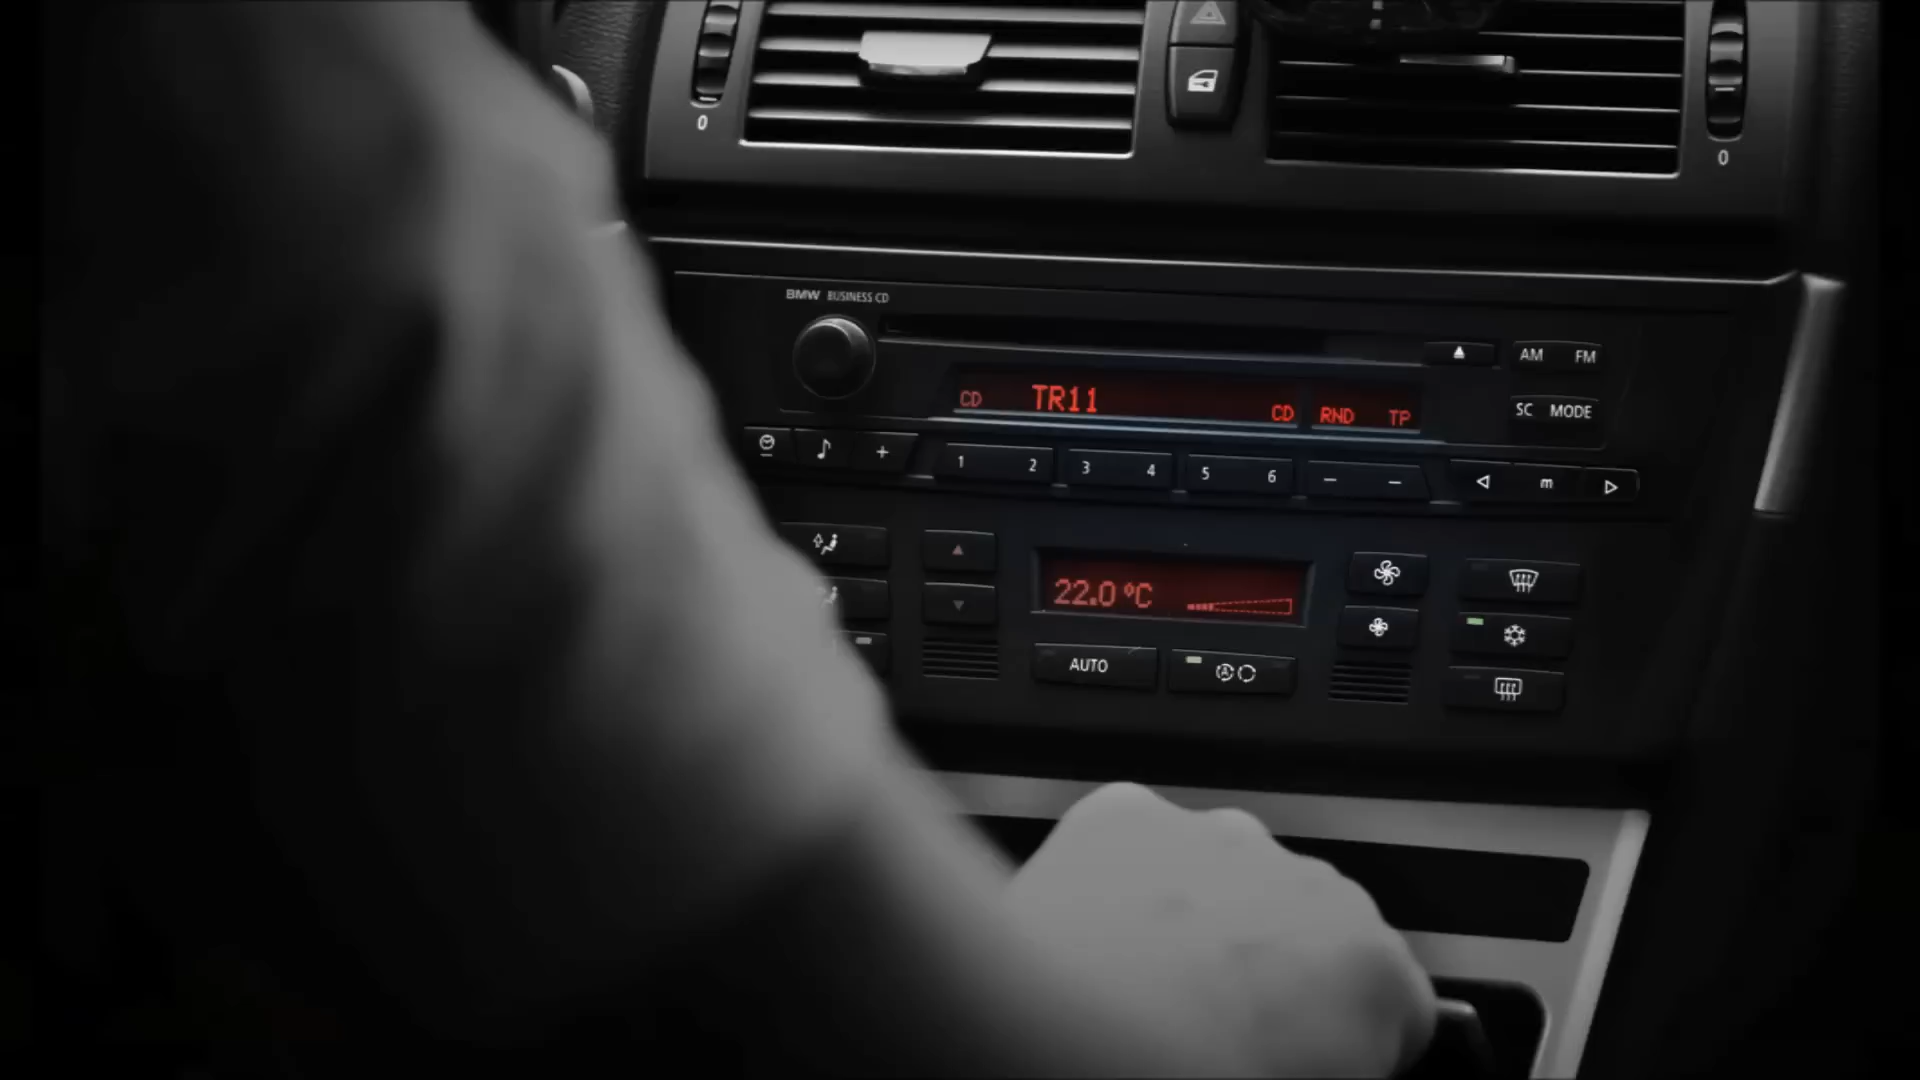 0
0
BMW BUSINESS CD
AM FM
CD TR11 CD RND TP
SC MODE
+ 1 2 3 4 5 6 — — m
22.0 °C
AUTO A